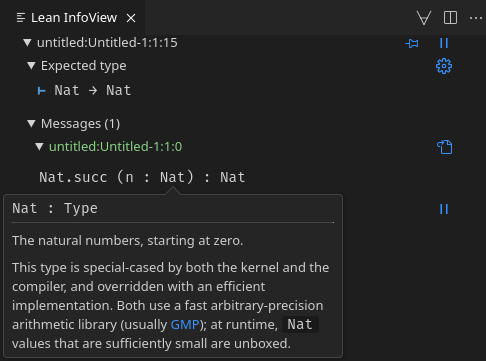 Lean InfoView
untitled:Untitled-1:1:15
Expected type
⊢ Nat → Nat
Messages (1)
untitled:Untitled-1:1:0
Nat.succ (n : Nat) : Nat
Nat : Type
The natural numbers, starting at zero.
This type is special-cased by both the kernel and the
compiler, and overridden with an efficient
implementation. Both use a fast arbitrary-precision
arithmetic library (usually GMP); at runtime, Nat
values that are sufficiently small are unboxed.